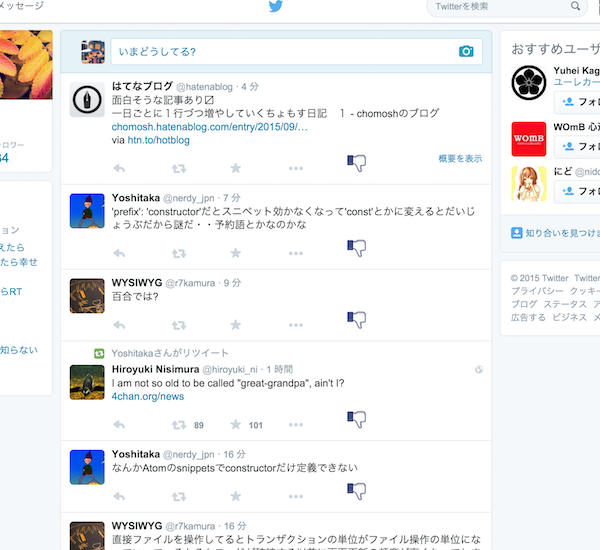 メッセージ
Twitterを検索
ロワー
ション
えたら
たら幸せ
らRT
知らない
いまどうしてる?
はてなブログ @hatenablog · 4 分
面白そうな記事あり〼
一日ごとに1行づつ増やしていくちょもす日記 1 - chomoshのブログ
chomosh.hatenablog.com/entry/2015/09/…
via htn.to/hotblog
概要を表示
Yoshitaka @nerdy_jpn · 7 分
'prefix': 'constructor'だとスニペット効かなくなって'const'とかに変えるとだいじ
ょうぶだから謎だ・・予約語とかなのかな
WYSIWYG @r7kamura · 9 分
百合では?
Yoshitakaさんがリツイート
Hiroyuki Nisimura @hiroyuki_ni · 1 時間
I am not so old to be called "great-grandpa", ain't I?
4chan.org/news
89 101
Yoshitaka @nerdy_jpn · 16 分
なんかAtomのsnippetsでconstructorだけ定義できない
WYSIWYG @r7kamura · 16 分
直接ファイルを操作してるとトランザクションの単位がファイル操作の単位にな
おすすめユーザ
Yuhei Kag
ユーレカー
フォロ
WOMB
WOmB 心
フォロ
にど @nido
フォロ
知り合いを見つけま
© 2015 Twitter Twitter
プライバシー クッキー
ブログ ステータス ア
広告する ビジネス メ